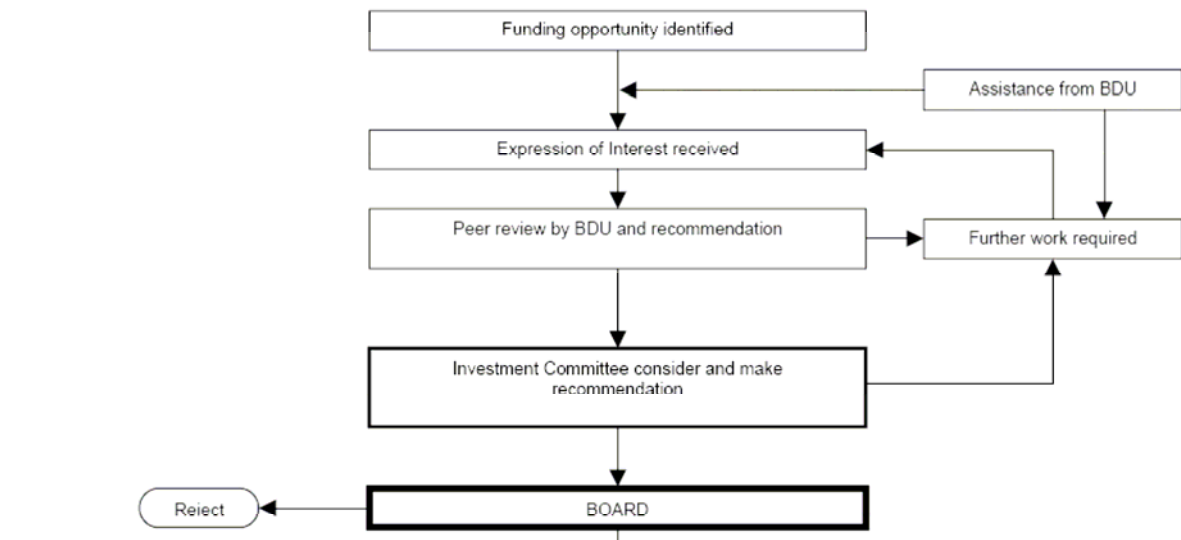 Funding opportunity identified
Assistance from BDU
Expression of Interest received
Peer review by BDU and recommendation
Further work required
Investment Committee consider and make
recommendation
Reject
BOARD